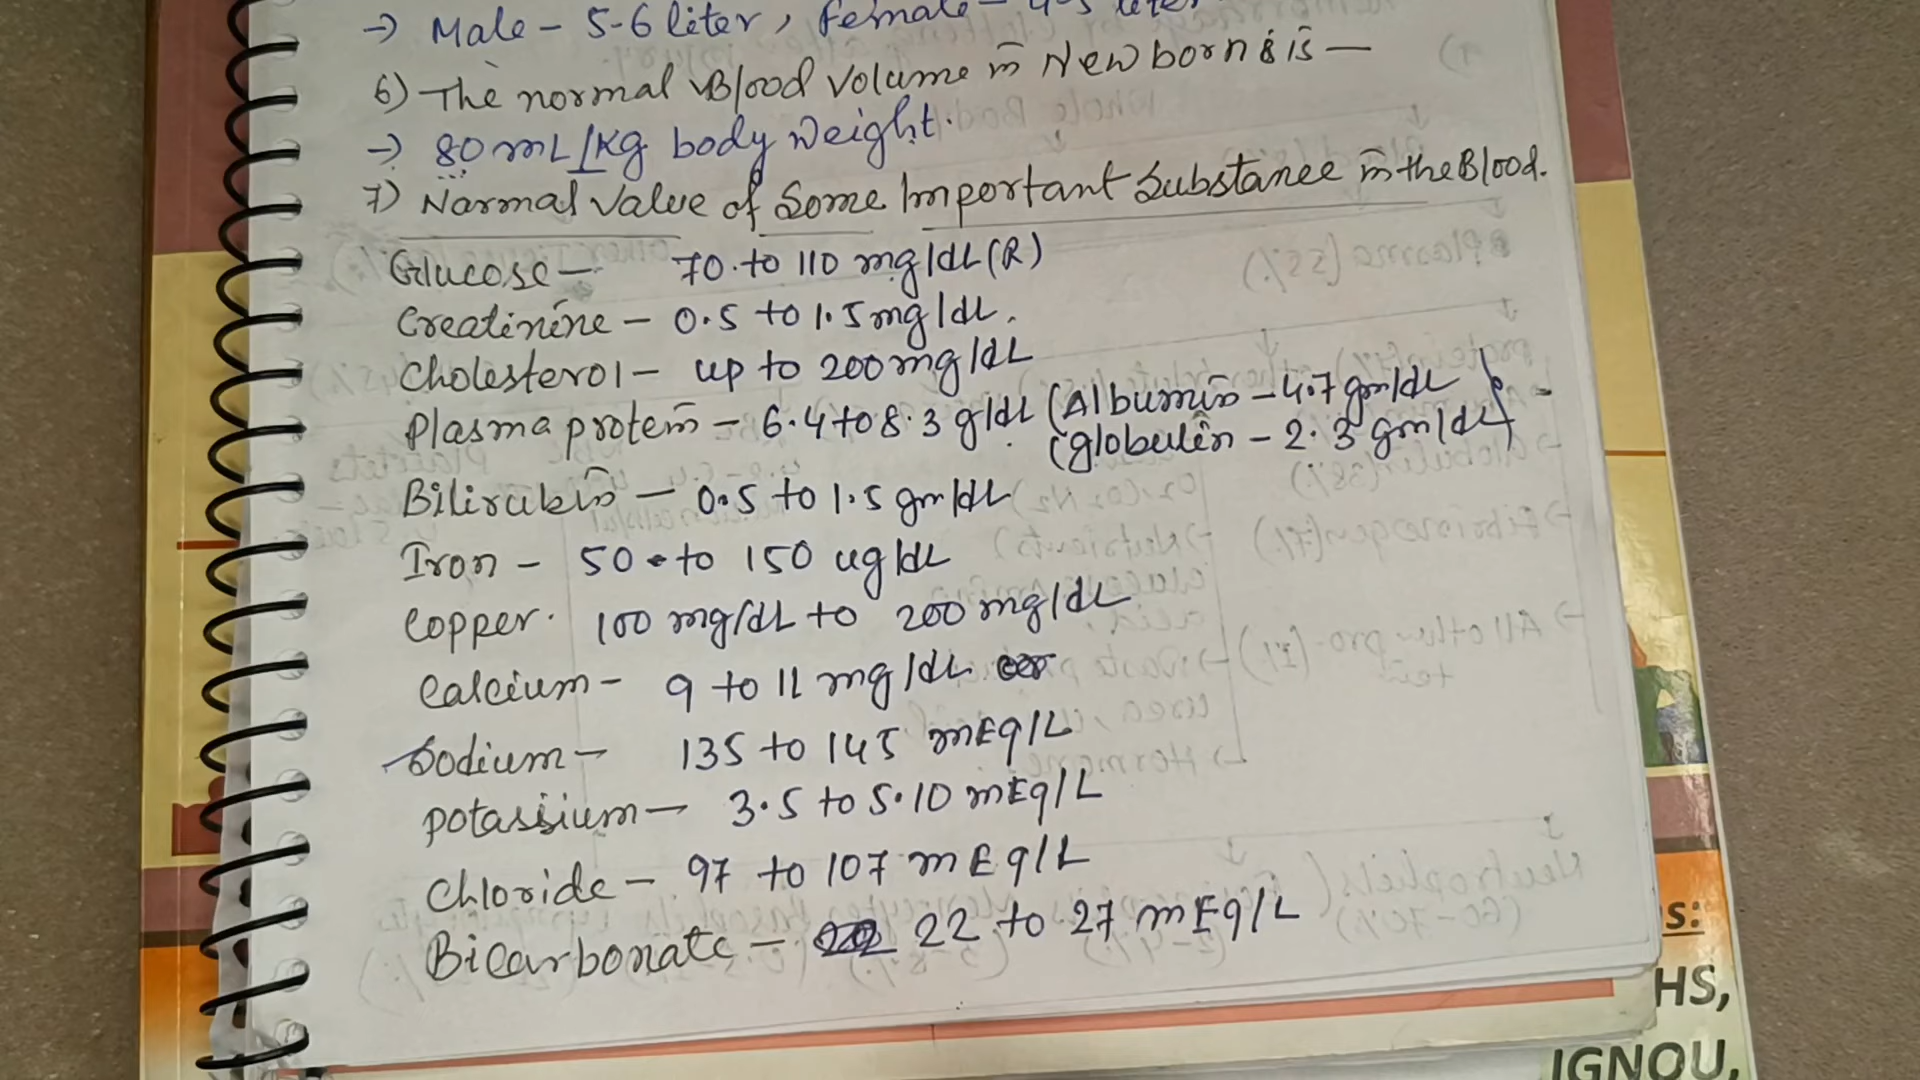 → Male - 5-6 liter, Female - 4-5 liter
6) The normal Blood Volume in New born is —
→ 80 mL/Kg body weight.
7) Normal Value of Some Important Substance in the Blood.
Glucose — 70 to 110 mg/dL (R)
Creatinine — 0.5 to 1.5 mg/dL.
Cholesterol — up to 200 mg/dL
Plasma protein — 6.4 to 8.3 g/dL (Albumin — 4.7 gm/dL
(globulin — 2.3 gm/dL)
Bilirubin — 0.5 to 1.5 gm/dL
Iron — 50 to 150 ug/dL
Copper. 100 mg/dL to 200 mg/dL
Calcium — 9 to 11 mg/dL
Sodium — 135 to 145 mEq/L
potassium — 3.5 to 5.10 mEq/L
Chloride — 97 to 107 mEq/L
Bicarbonate — 22 to 27 mEq/L
s:
HS,
IGNOU,